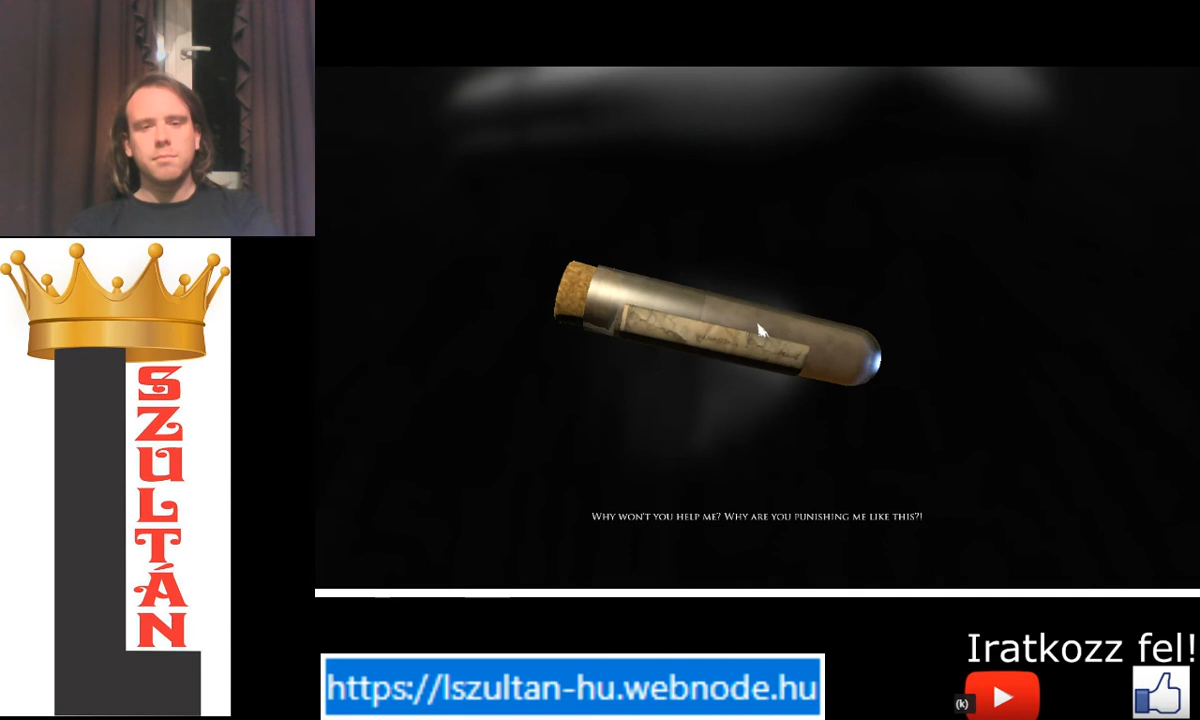 SZULTÁN
WHY WON'T YOU HELP ME? WHY ARE YOU PUNISHING ME LIKE THIS?!
Iratkozz fel!
https://lszultan-hu.webnode.hu
(k)